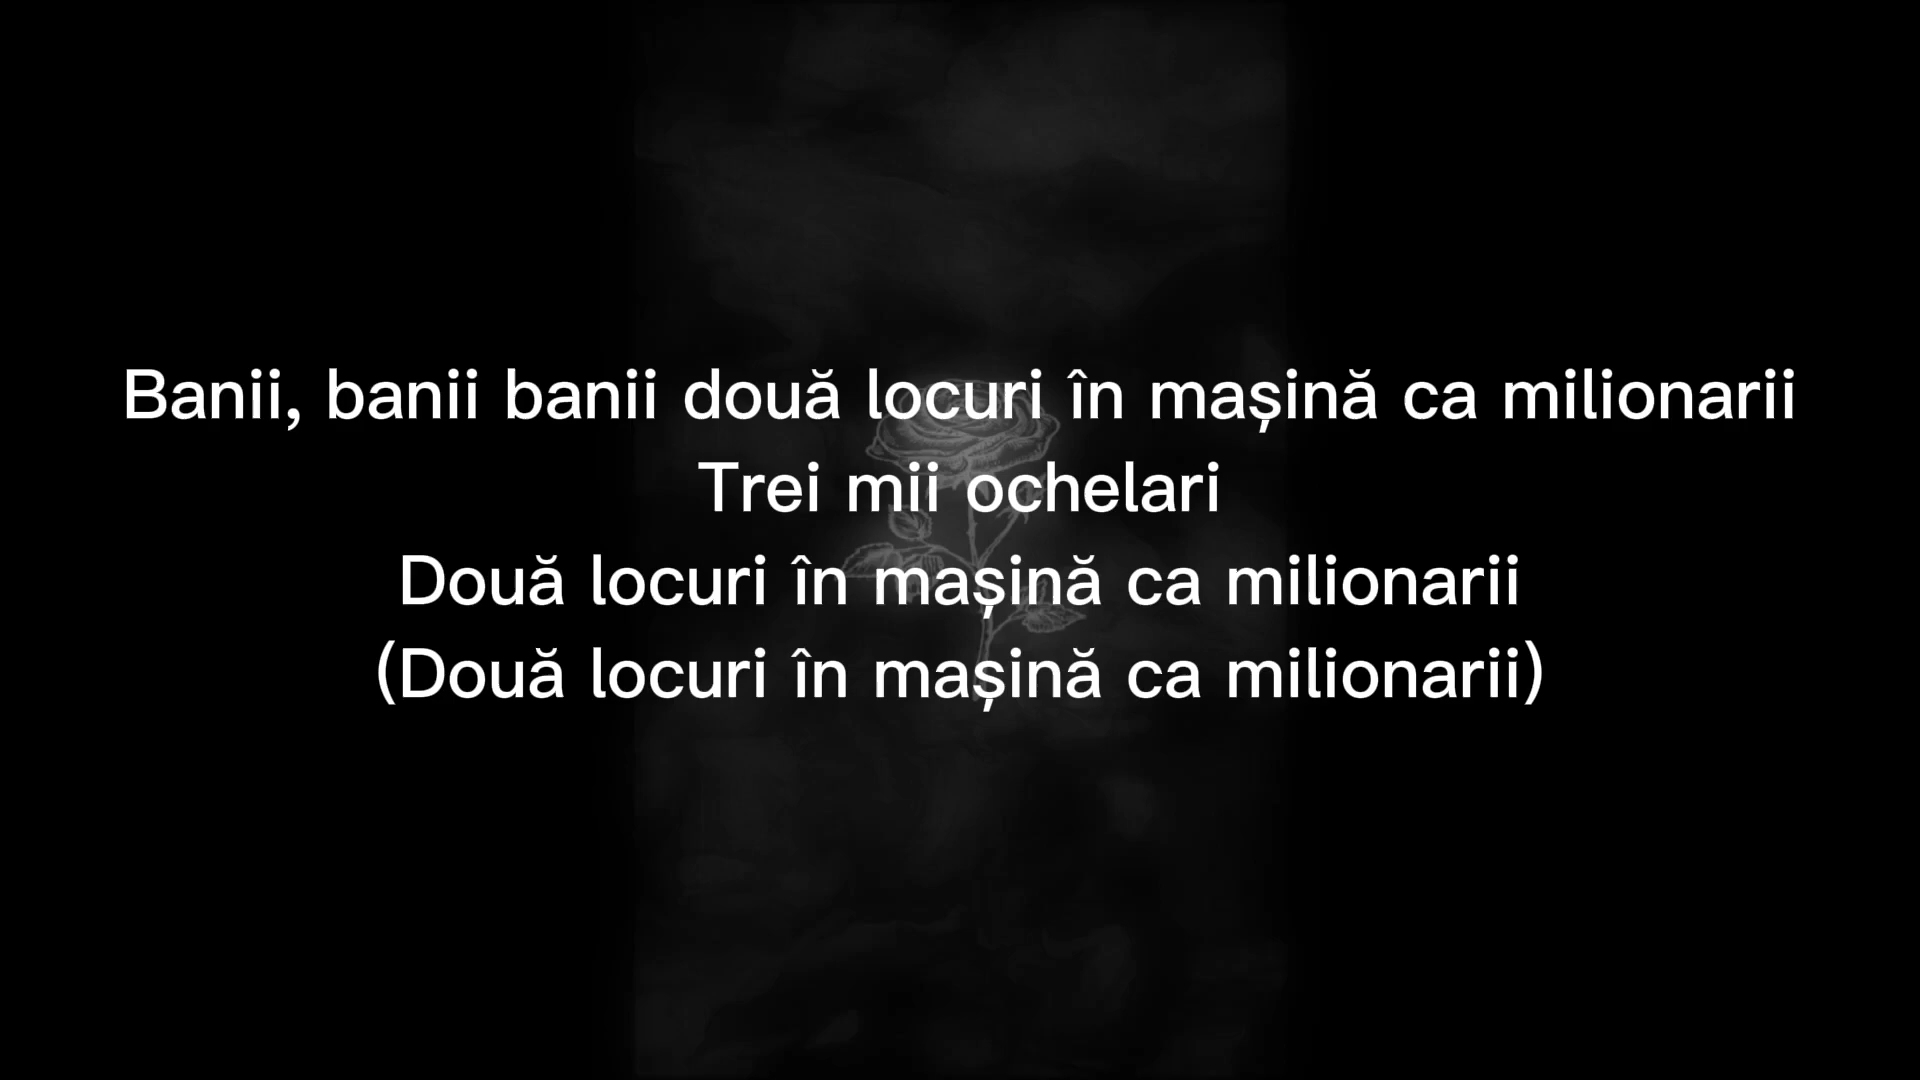 Banii, banii banii două locuri în mașină ca milionarii
Trei mii ochelari
Două locuri în mașină ca milionarii
(Două locuri în mașină ca milionarii)